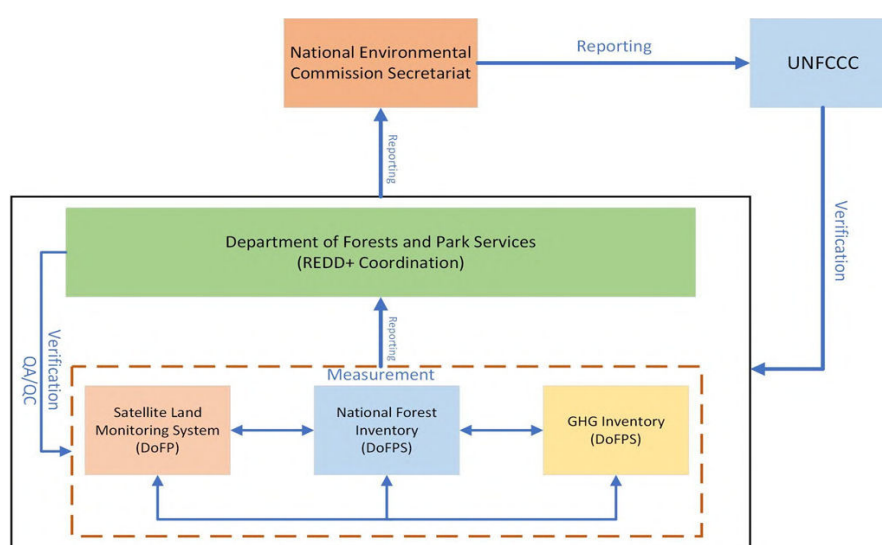 National Environmental
Commission Secretariat
Reporting
UNFCCC
Reporting
Verification
Department of Forests and Park Services
(REDD+ Coordination)
Verification
QA/QC
Reporting
Measurement
Satellite Land
Monitoring System
(DoFP)
National Forest
Inventory
(DoFPS)
GHG Inventory
(DoFPS)